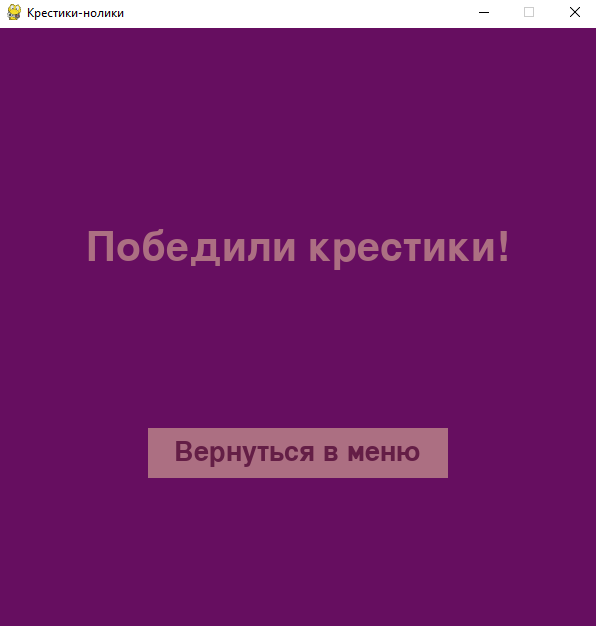 Крестики-нолики
Победили крестики!
Вернуться в меню